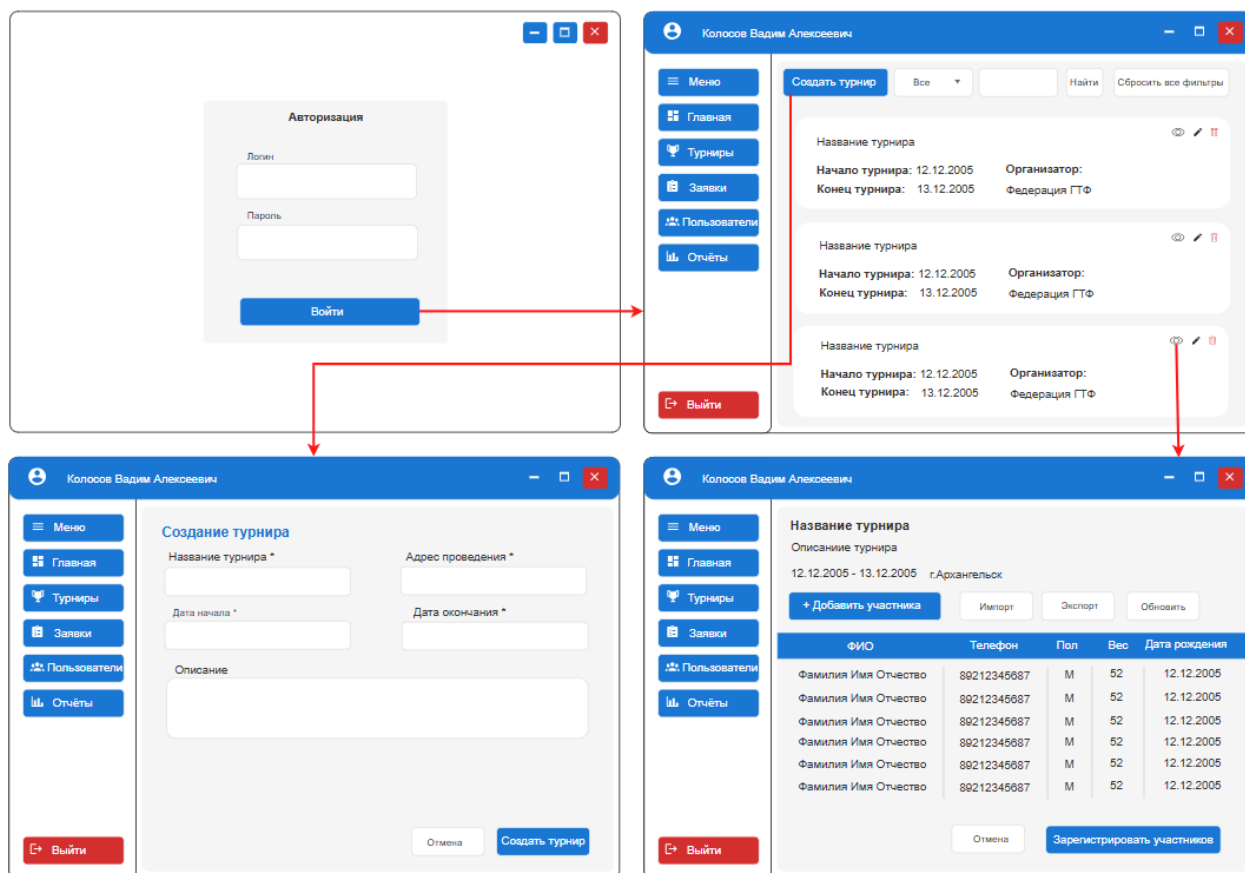 Авторизация
Логин
Пароль
Войти
Колосов Вадим Алексеевич
Меню
Главная
Турниры
Заявки
Пользователи
Отчёты
Выйти
Создать турнир Все Найти Сбросить все фильтры
Название турнира
Начало турнира: 12.12.2005 Организатор:
Конец турнира: 13.12.2005 Федерация ГТФ
Название турнира
Начало турнира: 12.12.2005 Организатор:
Конец турнира: 13.12.2005 Федерация ГТФ
Название турнира
Начало турнира: 12.12.2005 Организатор:
Конец турнира: 13.12.2005 Федерация ГТФ
Колосов Вадим Алексеевич
Меню
Главная
Турниры
Заявки
Пользователи
Отчёты
Выйти
Создание турнира
Название турнира * Адрес проведения *
Дата начала * Дата окончания *
Описание
Отмена Создать турнир
Колосов Вадим Алексеевич
Меню
Главная
Турниры
Заявки
Пользователи
Отчёты
Выйти
Название турнира
Описаниие турнира
12.12.2005 - 13.12.2005 г.Архангельск
+ Добавить участника Импорт Экспорт Обновить
ФИО Телефон Пол Вес Дата рождения
Фамилия Имя Отчество 89212345687 М 52 12.12.2005
Фамилия Имя Отчество 89212345687 М 52 12.12.2005
Фамилия Имя Отчество 89212345687 М 52 12.12.2005
Фамилия Имя Отчество 89212345687 М 52 12.12.2005
Фамилия Имя Отчество 89212345687 М 52 12.12.2005
Фамилия Имя Отчество 89212345687 М 52 12.12.2005
Отмена Зарегистрировать участников